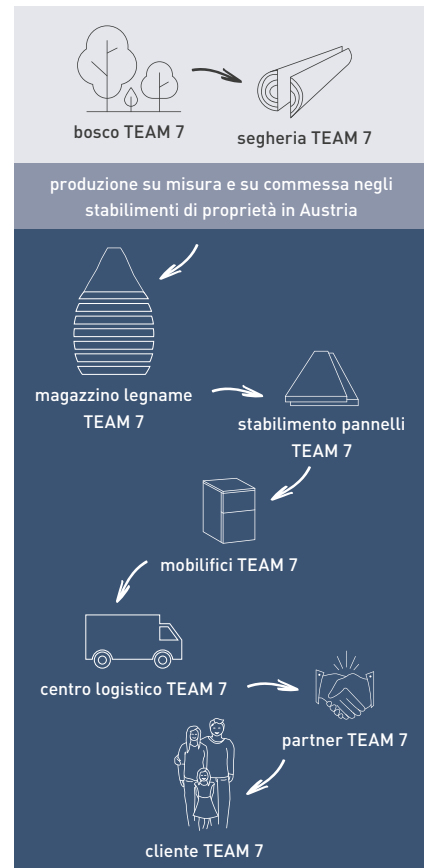 bosco TEAM 7
segheria TEAM 7
produzione su misura e su commessa negli
stabilimenti di proprietà in Austria
magazzino legname
TEAM 7
stabilimento pannelli
TEAM 7
mobilifici TEAM 7
centro logistico TEAM 7
partner TEAM 7
cliente TEAM 7